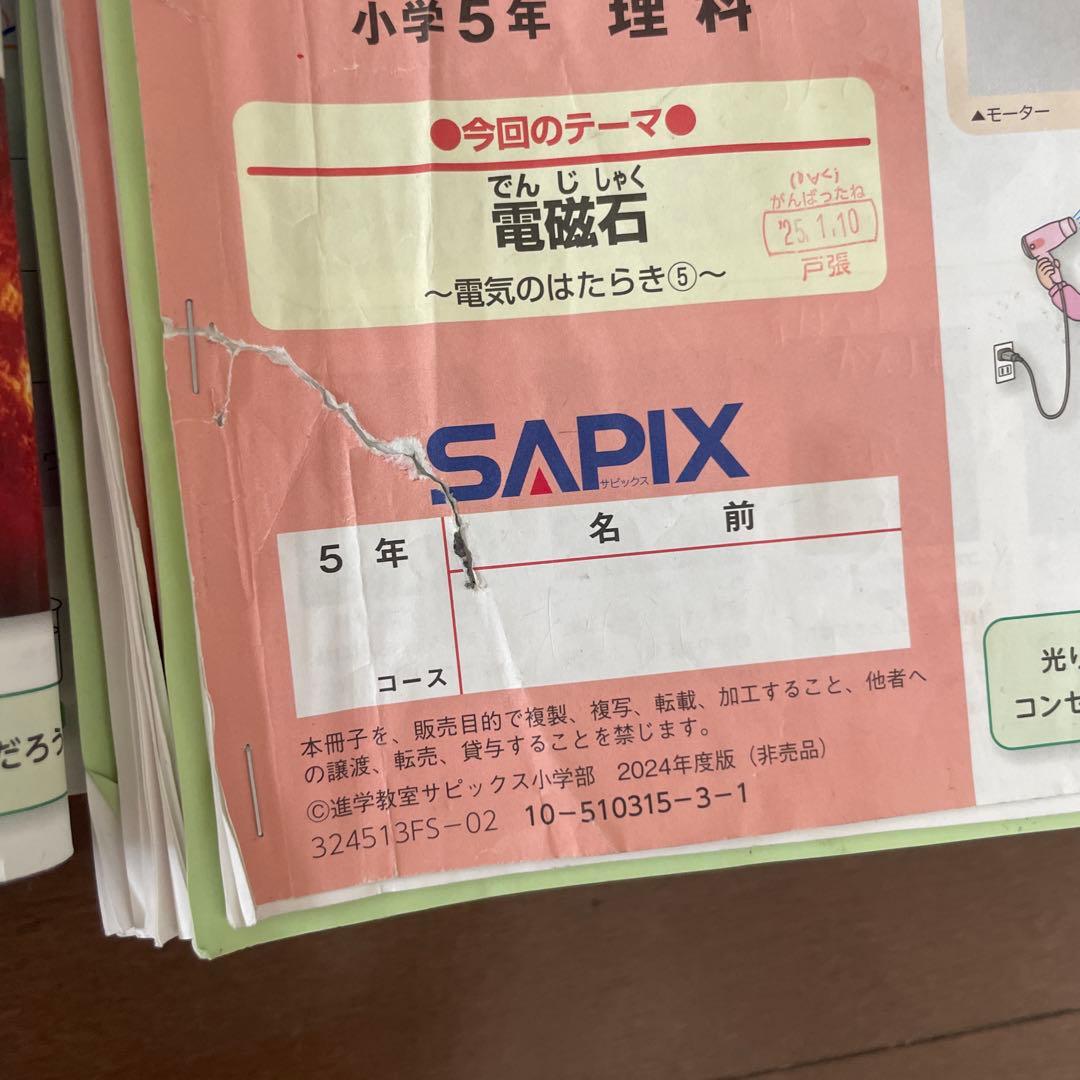 小学5年 理科
●今回のテーマ●
でんじしゃく
電磁石
〜電気のはたらき⑤〜
がんばったね
'25.1.10
戸張
▲モーター
SAPIX
サピックス
5年 名前
コース
本冊子を、販売目的で複製、複写、転載、加工すること、他者へ
の譲渡、転売、貸与することを禁じます。
©進学教室サピックス小学部 2024年度版（非売品）
324513FS-02 10-510315-3-1
光り
コンセ
だろう